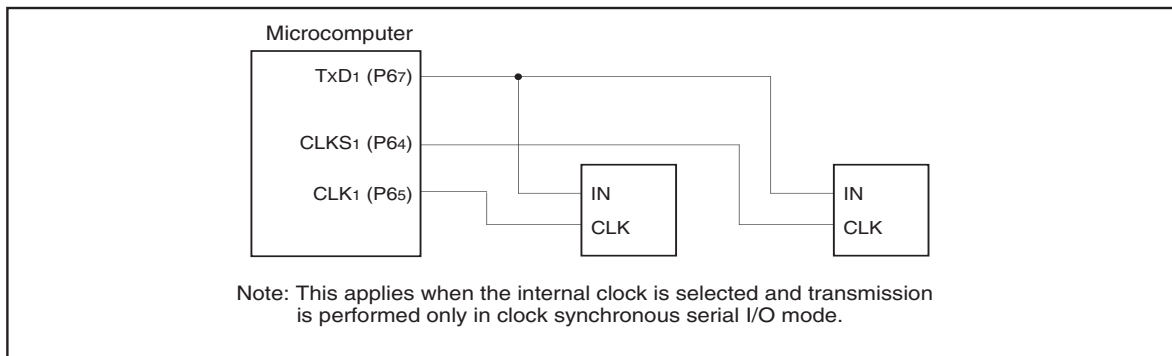 Microcomputer
TxD1 (P67)
CLKS1 (P64)
CLK1 (P65)
IN
CLK
IN
CLK
Note: This applies when the internal clock is selected and transmission
is performed only in clock synchronous serial I/O mode.